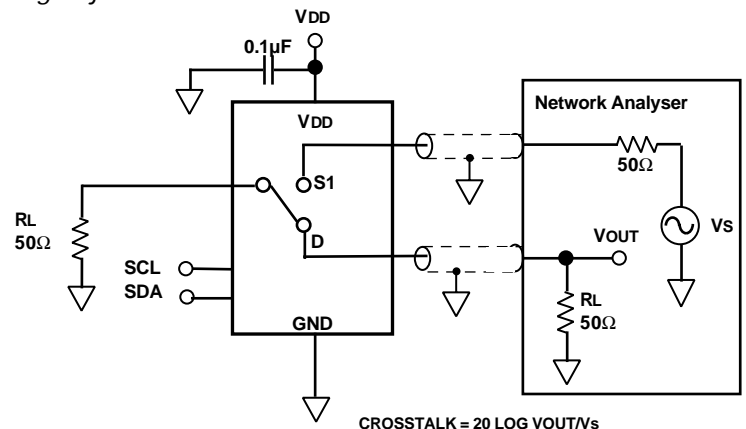 VDD
0.1µF
VDD
Network Analyser
50Ω
S1
VS
RL
50Ω
D
VOUT
SCL
SDA
RL
50Ω
GND
CROSSTALK = 20 LOG VOUT/Vs